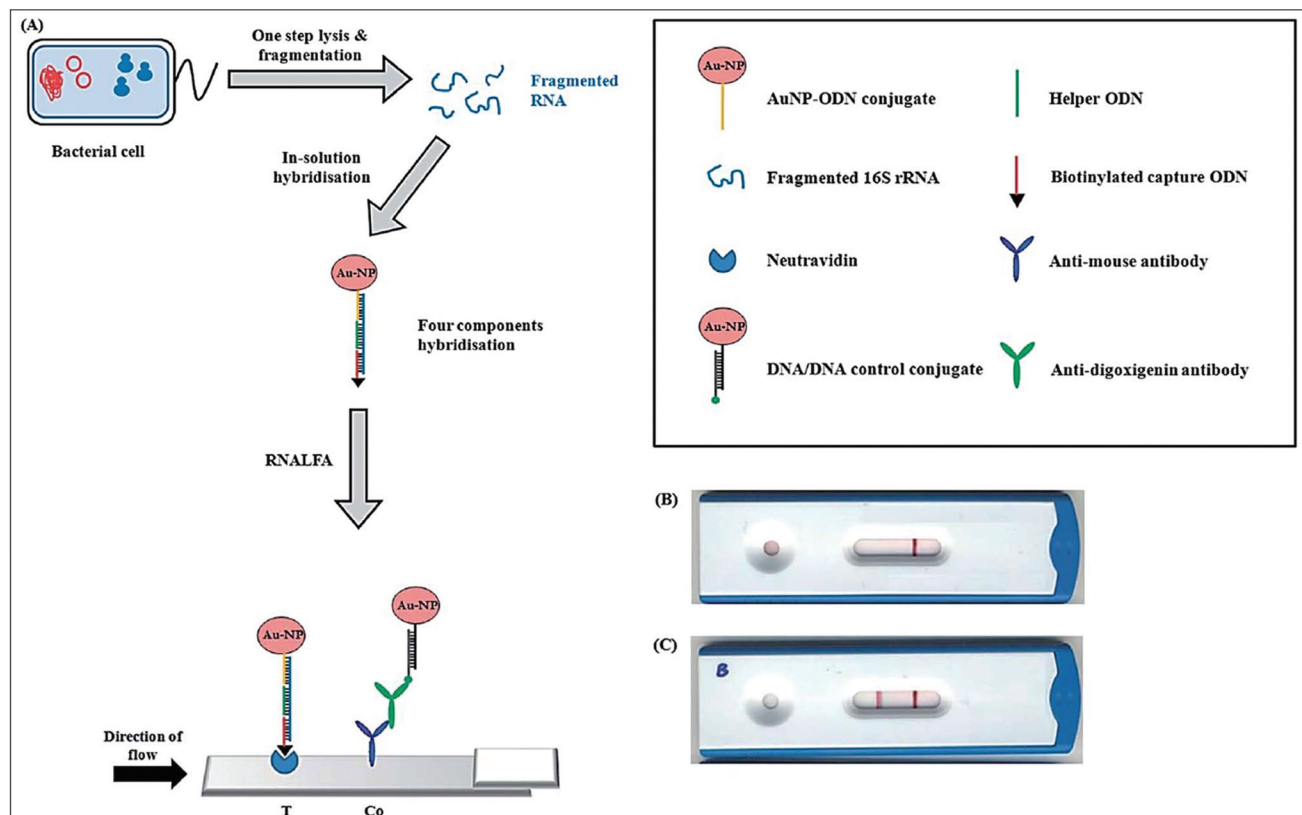 (A)
One step lysis &
fragmentation
Fragmented
RNA
Bacterial cell
In-solution
hybridisation
Au-NP
Four components
hybridisation
RNALFA
Au-NP
Au-NP
Direction of
flow
T
Co
Au-NP
AuNP-ODN conjugate
Helper ODN
Fragmented 16S rRNA
Biotinylated capture ODN
Neutravidin
Anti-mouse antibody
Au-NP
DNA/DNA control conjugate
Anti-digoxigenin antibody
(B)
(C)
B